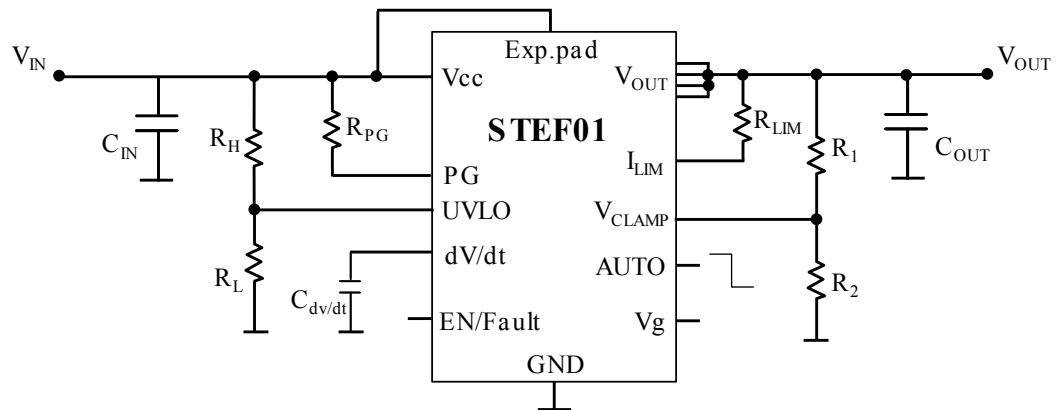 Exp.pad
V_IN
Vcc
V_OUT
V_OUT
STEF01
C_IN
R_H
R_PG
R_LIM
R_1
C_OUT
PG
I_LIM
UVLO
V_CLAMP
R_L
dV/dt
AUTO
R_2
C_dv/dt
EN/Fault
Vg
GND